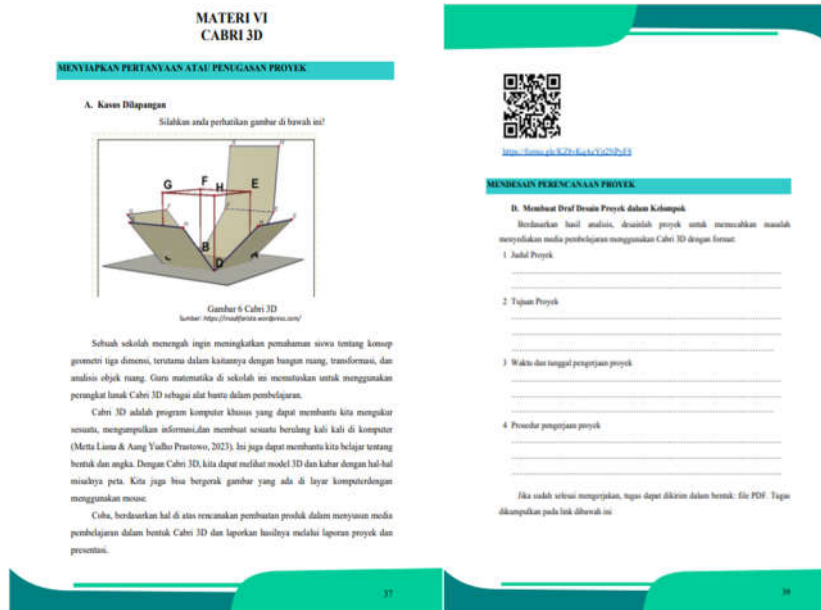 MATERI VI
CABRI 3D
MENYIAPKAN PERTANYAAN ATAU PENUGASAN PROYEK
A. Kasus Dilapangan
Silahkan anda perhatikan gambar di bawah ini!
G F H E
B A
D
Gambar 6 Cabri 3D
Sumber: https://inadifarista.wordpress.com/
Sebuah sekolah menengah ingin meningkatkan pemahaman siswa tentang konsep
geometri tiga dimensi, terutama dalam kaitannya dengan bangun ruang, transformasi, dan
analisis objek ruang. Guru matematika di sekolah ini memutuskan untuk menggunakan
perangkat lunak Cabri 3D sebagai alat bantu dalam pembelajaran.
Cabri 3D adalah program komputer khusus yang dapat membantu kita mengukur
sesuatu, mengumpulkan informasi,dan membuat sesuatu berulang kali kali di komputer
(Metta Liana & Aang Yudho Prastowo, 2023). Ini juga dapat membantu kita belajar tentang
bentuk dan angka. Dengan Cabri 3D, kita dapat melihat model 3D dan kabar dengan hal-hal
misalnya peta. Kita juga bisa bergerak gambar yang ada di layar komputerdengan
menggunakan mouse.
Coba, berdasarkan hal di atas rencanakan pembuatan produk dalam menyusun media
pembelajaran dalam bentuk Cabri 3D dan laporkan hasilnya melalui laporan proyek dan
presentasi.
37
MENDESAIN PERENCANAAN PROYEK
D. Membuat Draf Desain Proyek dalam Kelompok
Berdasarkan hasil analisis, desainlah proyek untuk memecahkan masalah
menyediakan media pembelajaran menggunakan Cabri 3D dengan format:
1 Judul Proyek
2 Tujuan Proyek
3 Waktu dan tanggal pengerjaan proyek
4 Prosedur pengerjaan proyek
Jika sudah selesai mengerjakan, tugas dapat dikirim dalam bentuk: file PDF. Tugas
dikumpulkan pada link dibawah ini
39